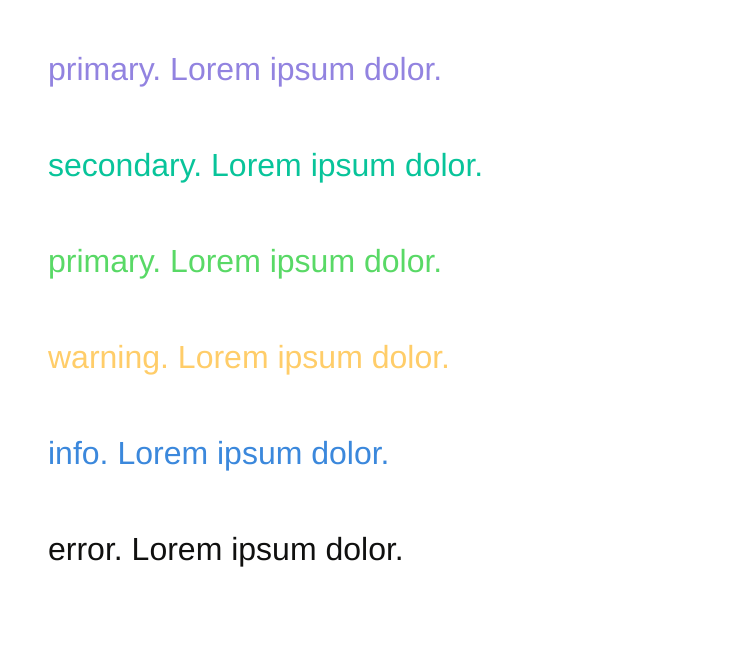 primary. Lorem ipsum dolor.
secondary. Lorem ipsum dolor.
primary. Lorem ipsum dolor.
warning. Lorem ipsum dolor.
info. Lorem ipsum dolor.
error. Lorem ipsum dolor.